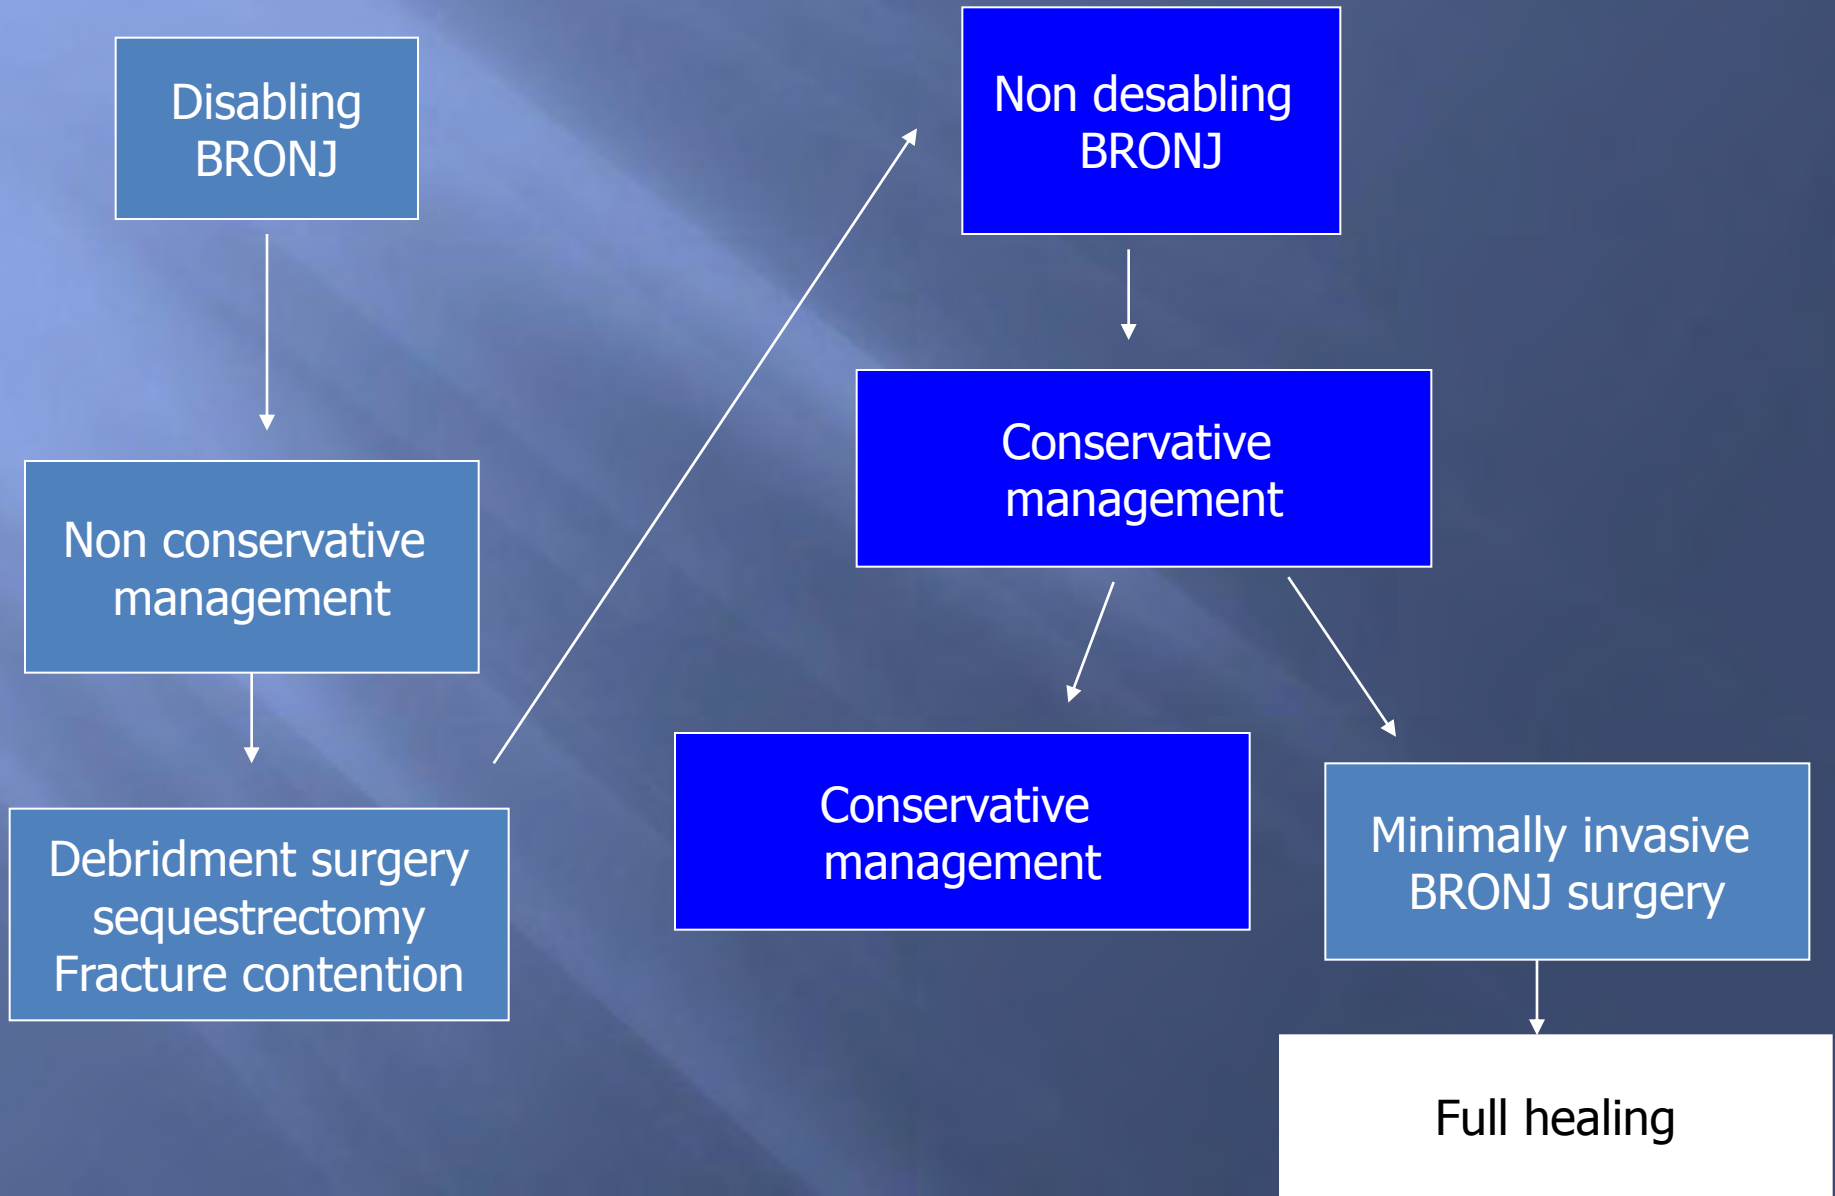 Disabling
BRONJ
Non conservative
management
Debridment surgery
sequestrectomy
Fracture contention
Non desabling
BRONJ
Conservative
management
Conservative
management
Minimally invasive
BRONJ surgery
Full healing